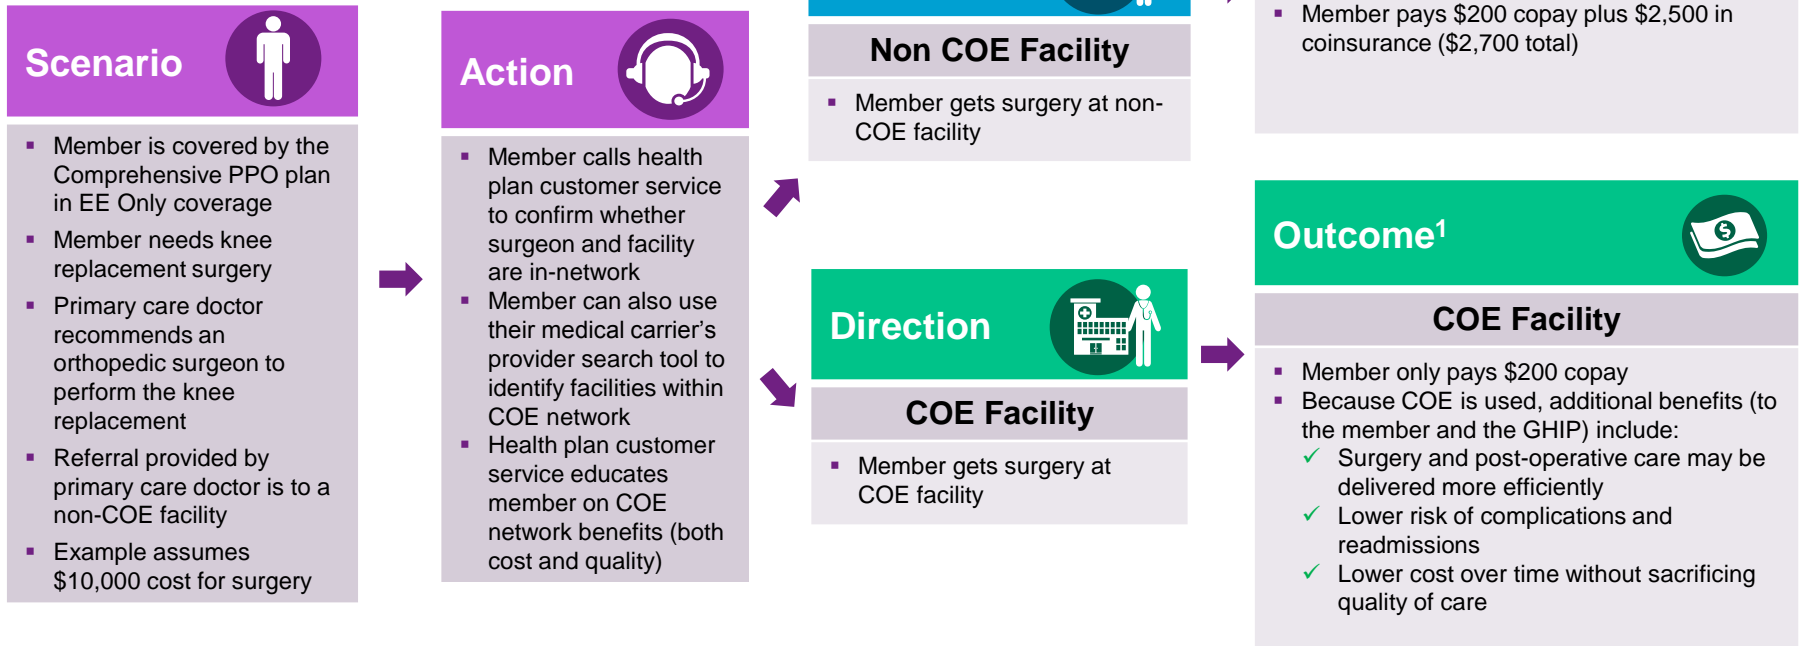 Scenario
Member is covered by the
Comprehensive PPO plan
in EE Only coverage
Member needs knee
replacement surgery
Primary care doctor
recommends an
orthopedic surgeon to
perform the knee
replacement
Referral provided by
primary care doctor is to a
non-COE facility
Example assumes
$10,000 cost for surgery
Action
Member calls health
plan customer service
to confirm whether
surgeon and facility
are in-network
Member can also use
their medical carrier’s
provider search tool to
identify facilities within
COE network
Health plan customer
service educates
member on COE
network benefits (both
cost and quality)
Non COE Facility
Member gets surgery at non-
COE facility
Member pays $200 copay plus $2,500 in
coinsurance ($2,700 total)
Direction
COE Facility
Member gets surgery at
COE facility
Outcome¹
COE Facility
Member only pays $200 copay
Because COE is used, additional benefits (to
the member and the GHIP) include:
Surgery and post-operative care may be
delivered more efficiently
Lower risk of complications and
readmissions
Lower cost over time without sacrificing
quality of care